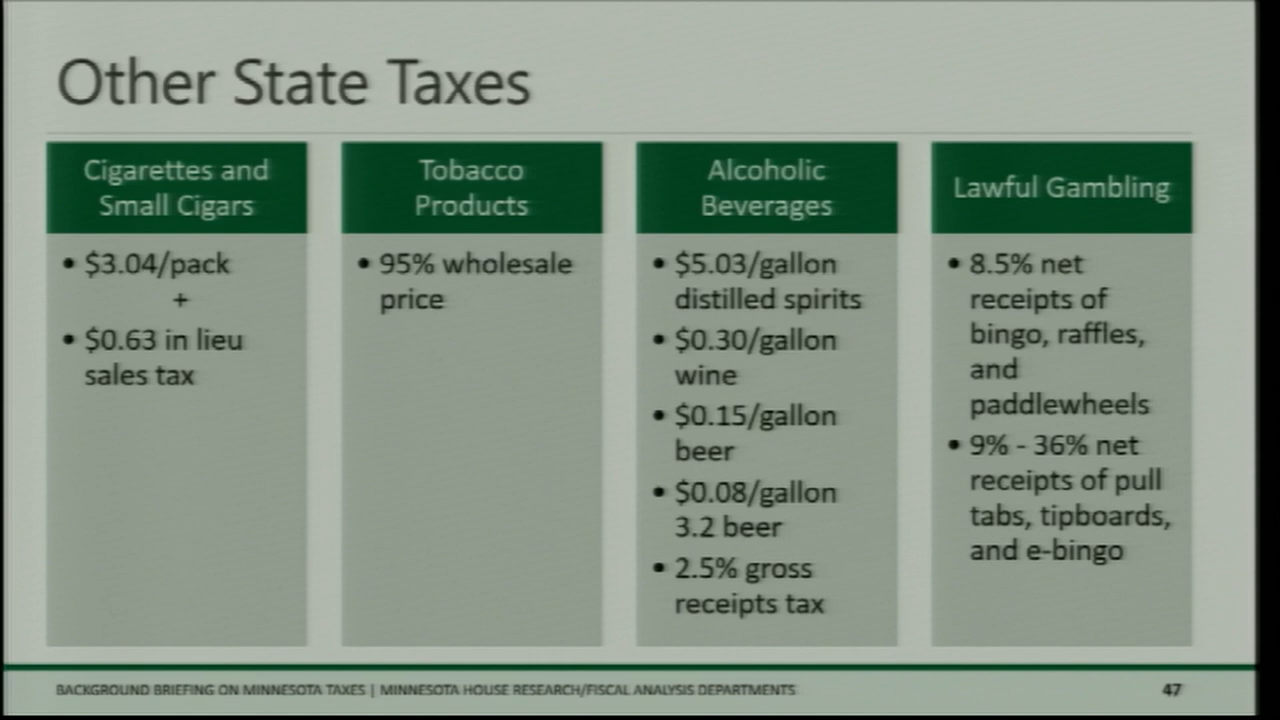 Other State Taxes
Cigarettes and
Small Cigars
• $3.04/pack
+
• $0.63 in lieu
sales tax
Tobacco
Products
• 95% wholesale
price
Alcoholic
Beverages
• $5.03/gallon
distilled spirits
• $0.30/gallon
wine
• $0.15/gallon
beer
• $0.08/gallon
3.2 beer
• 2.5% gross
receipts tax
Lawful Gambling
• 8.5% net
receipts of
bingo, raffles,
and
paddlewheels
• 9% - 36% net
receipts of pull
tabs, tipboards,
and e-bingo
BACKGROUND BRIEFING ON MINNESOTA TAXES | MINNESOTA HOUSE RESEARCH/FISCAL ANALYSIS DEPARTMENTS
47